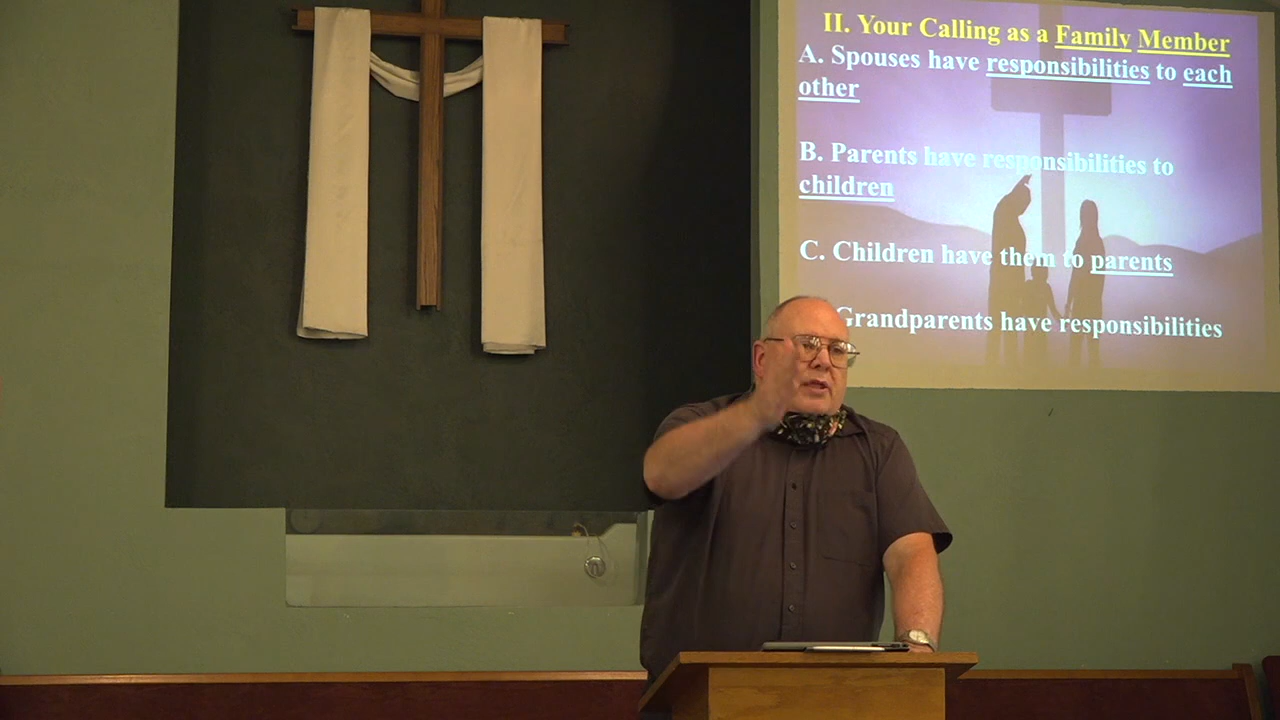 II. Your Calling as a Family Member
A. Spouses have responsibilities to each
other
B. Parents have responsibilities to
children
C. Children have them to parents
Grandparents have responsibilities